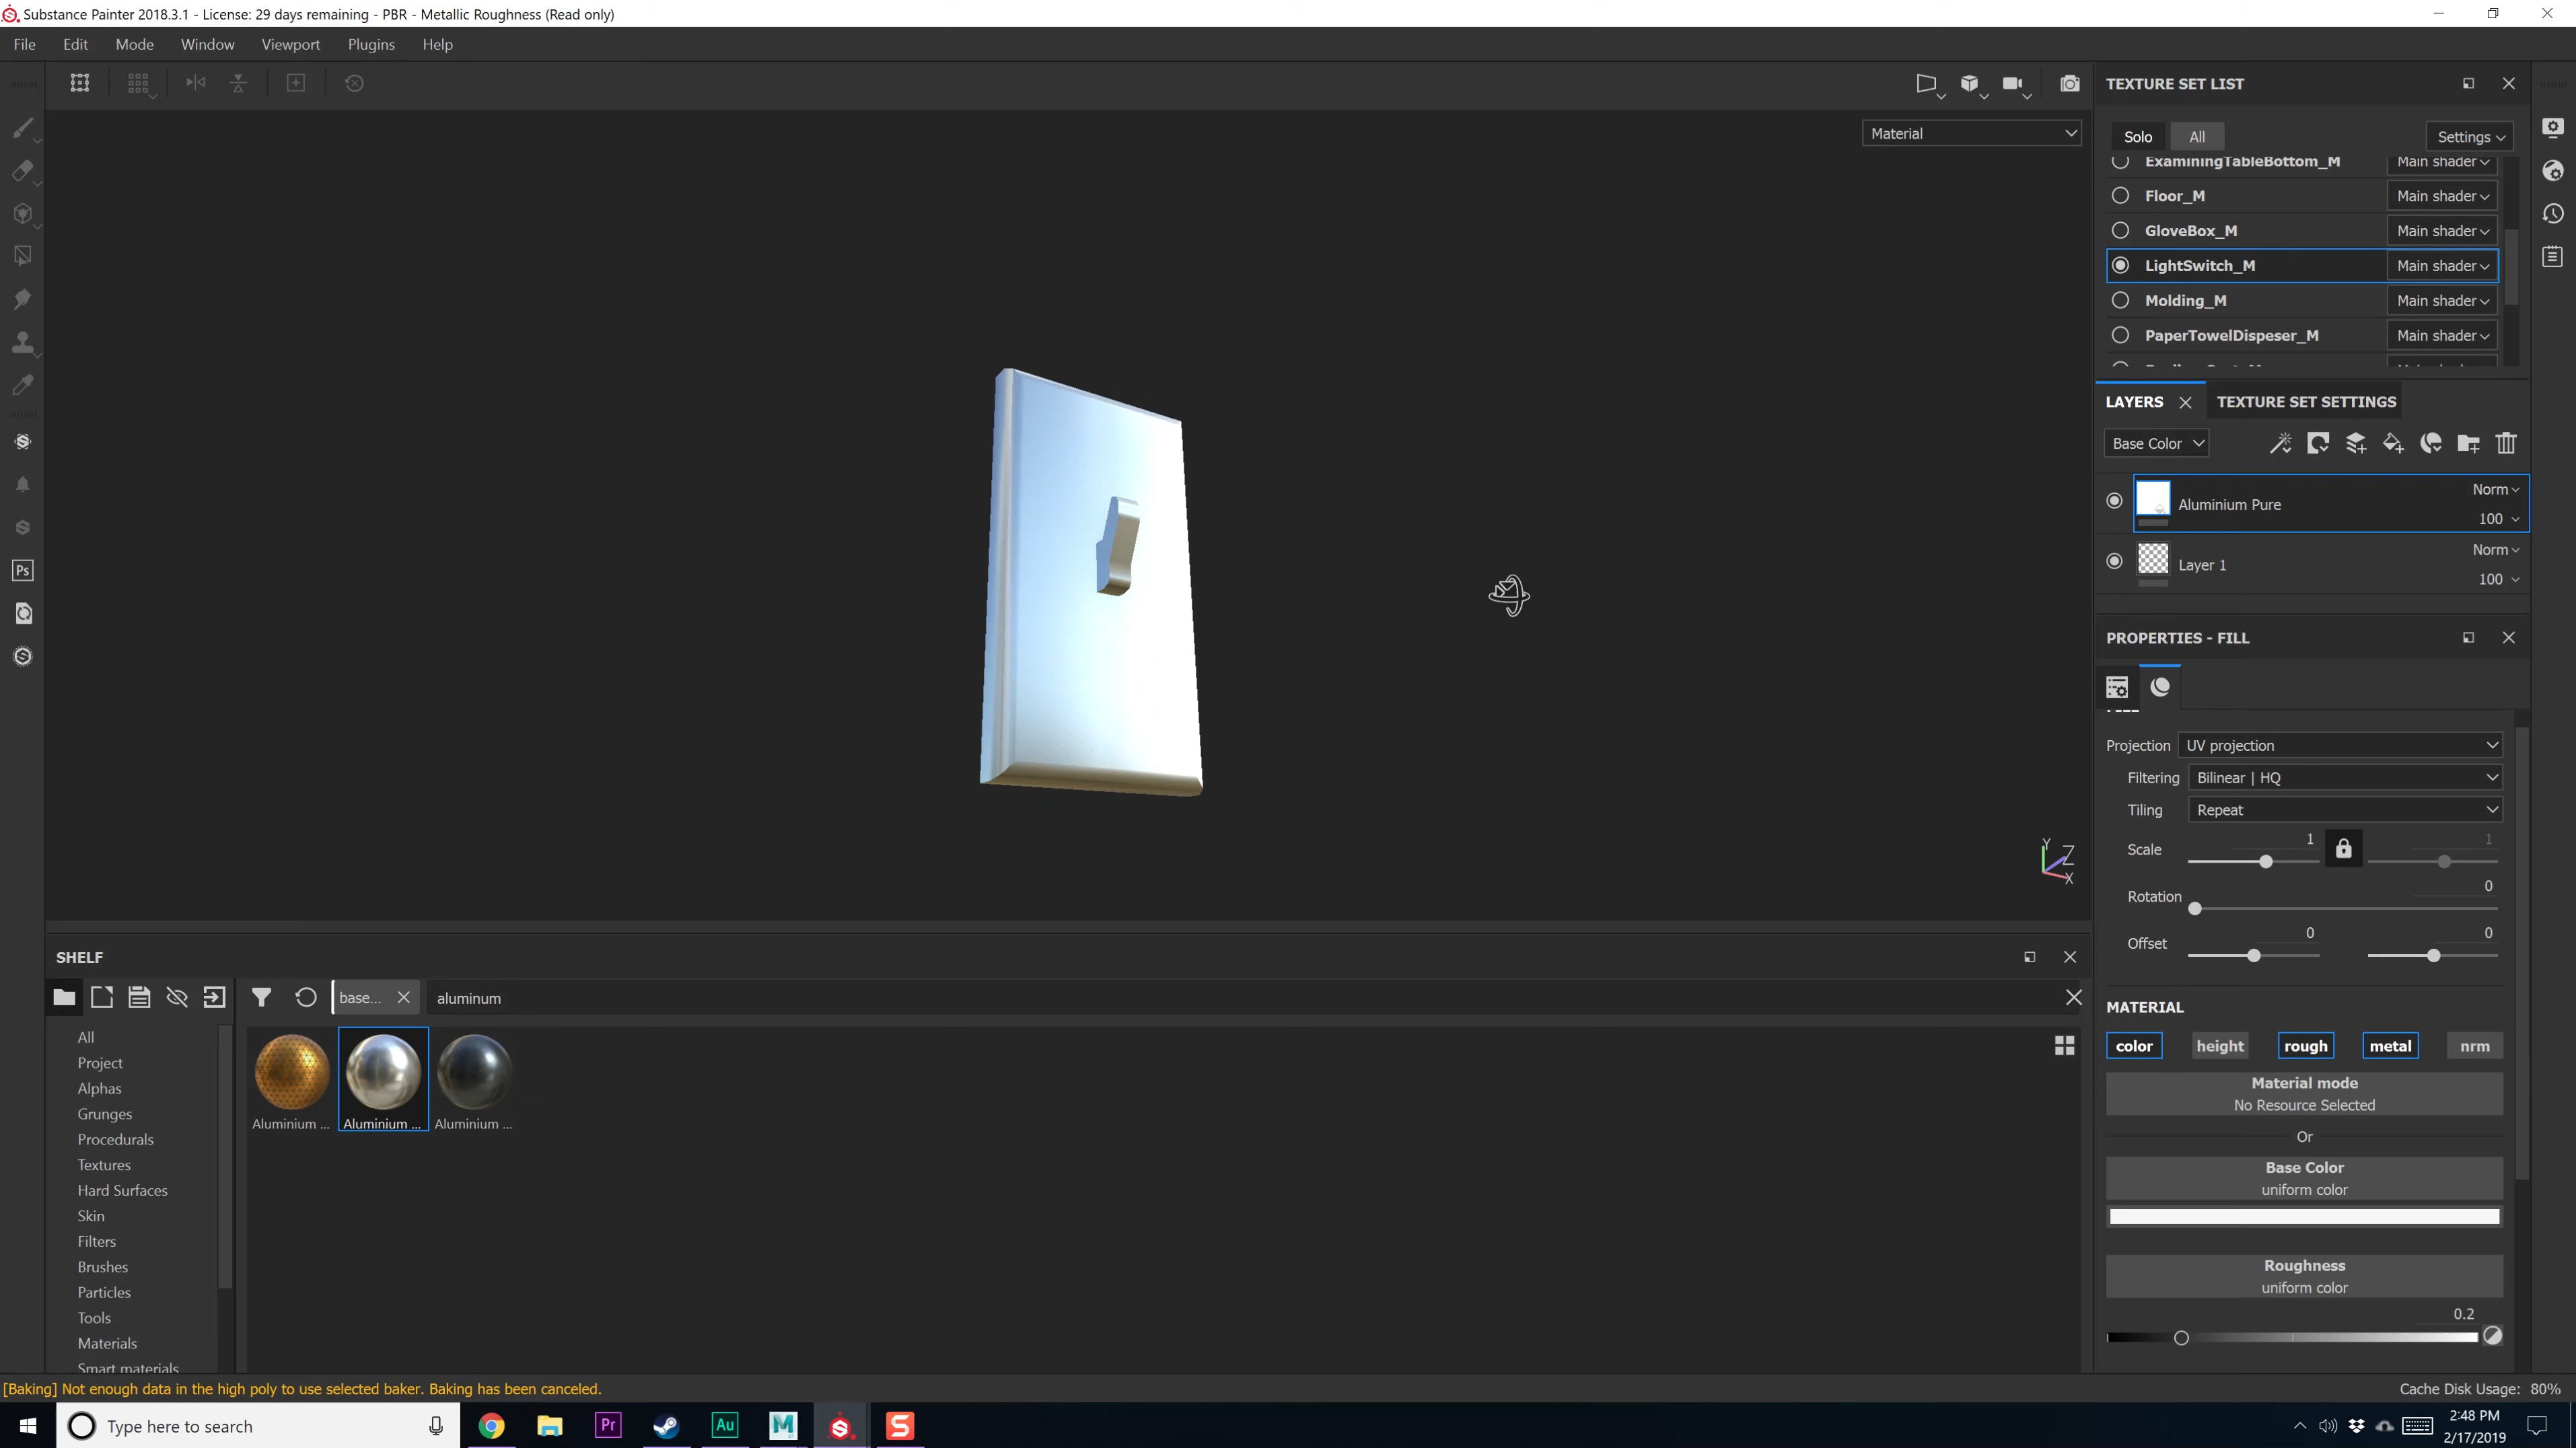 Substance Painter 2018.3.1 - License: 29 days remaining - PBR - Metallic Roughness (Read only)
File Edit Mode Window Viewport Plugins Help
Material
TEXTURE SET LIST
Solo All Settings
ExaminingTableBottom_M Main shader
Floor_M Main shader
GloveBox_M Main shader
LightSwitch_M Main shader
Molding_M Main shader
PaperTowelDispeser_M Main shader
LAYERS TEXTURE SET SETTINGS
Base Color
Norm
Aluminium Pure
100
Norm
Layer 1
100
PROPERTIES - FILL
Projection UV projection
Filtering Bilinear | HQ
Tiling Repeat
Scale 1 1
Rotation 0
Offset 0 0
MATERIAL
color height rough metal nrm
Material mode
No Resource Selected
Or
Base Color
uniform color
Roughness
uniform color
0.2
Y Z X
SHELF
base... aluminum
All
Project
Alphas
Grunges
Procedurals
Textures
Hard Surfaces
Skin
Filters
Brushes
Particles
Tools
Materials
Smart materials
Aluminium ... Aluminium ... Aluminium ...
Ps
[Baking] Not enough data in the high poly to use selected baker. Baking has been canceled.
Cache Disk Usage: 80%
Type here to search
Pr Au M S
2:48 PM
2/17/2019